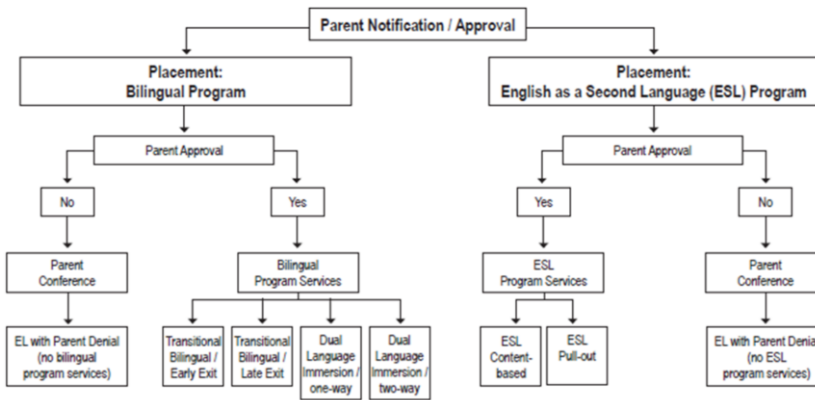 Parent Notification / Approval
Placement:
Bilingual Program
Placement:
English as a Second Language (ESL) Program
Parent Approval
Parent Approval
No
Yes
Yes
No
Parent
Conference
Bilingual
Program Services
ESL
Program Services
Parent
Conference
EL with Parent Denial
(no bilingual
program services)
Transitional
Bilingual /
Early Exit
Transitional
Bilingual /
Late Exit
Dual
Language
Immersion /
one-way
Dual
Language
Immersion /
two-way
ESL
Content-
based
ESL
Pull-out
EL with Parent Denial
(no ESL
program services)